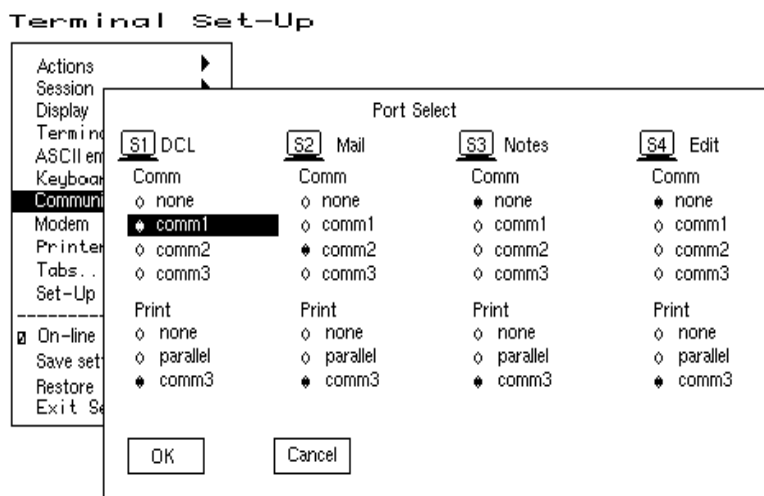 Terminal Set-Up
Actions
Session
Display
Termin
ASCII em
Keyboar
Communi
Modem
Printer
Tabs..
Set-Up
On-line
Save set
Restore
Exit Se
Port Select
S1 DCL S2 Mail S3 Notes S4 Edit
Comm Comm Comm Comm
none none none none
comm1 comm1 comm1 comm1
comm2 comm2 comm2 comm2
comm3 comm3 comm3 comm3
Print Print Print Print
none none none none
parallel parallel parallel parallel
comm3 comm3 comm3 comm3
OK Cancel